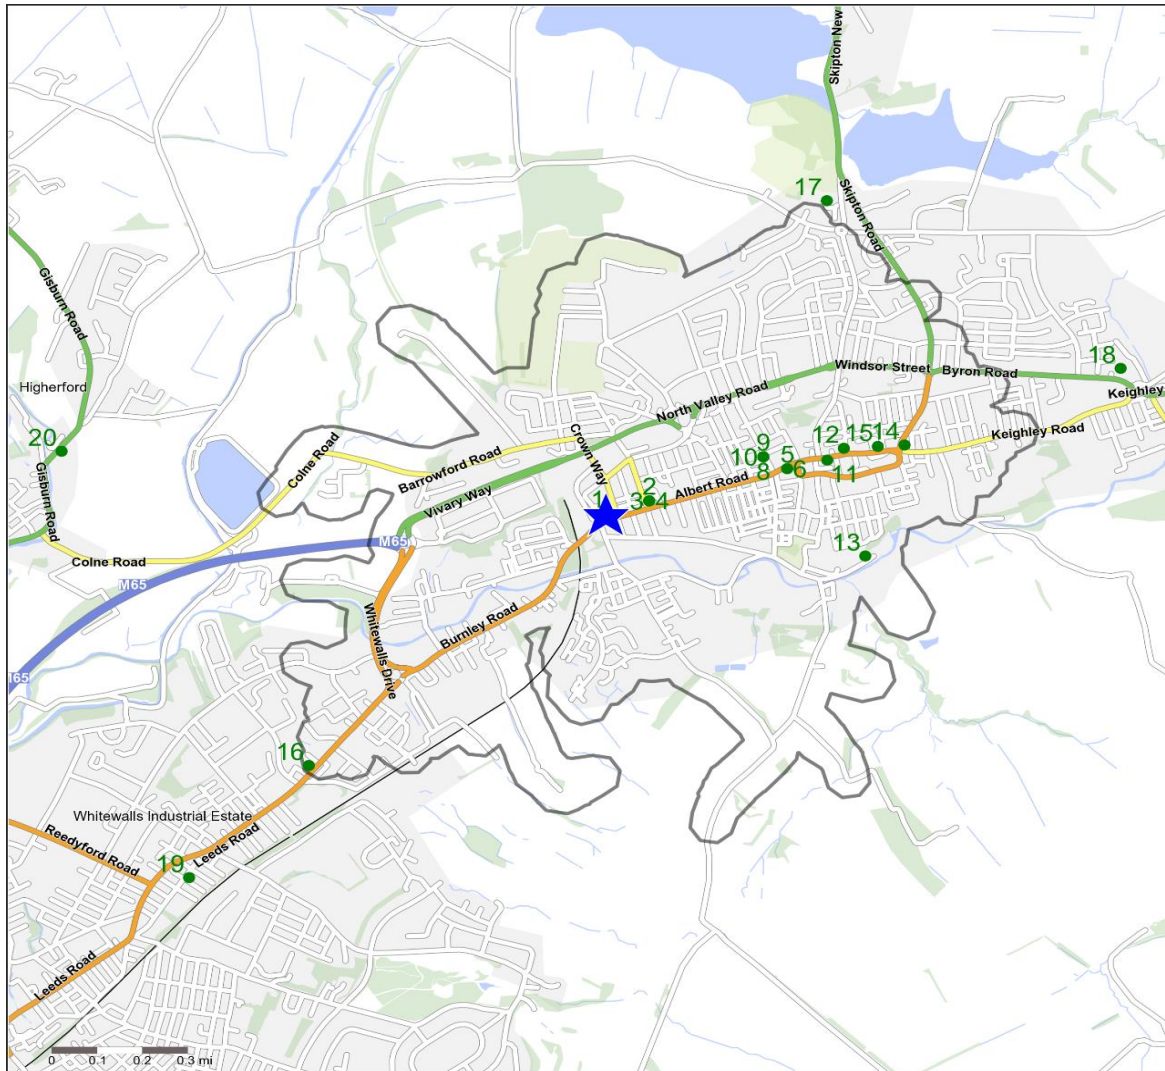 Skipton New
17
Skipton Road
Gisburn Road
Higherford
20
Gisburn Road
Colne Road
Colne Road
Barrowford Road
Crown Way
North Valley Road
Windsor Street
Byron Road
18
Keighley
Keighley Road
Vivary Way
M65
M65
M65
9
10
8
5
6
12
15
14
11
1
2
3
4
Albert Road
13
Whitewalls Drive
Burnley Road
16
Whitewalls Industrial Estate
Reedyford Road
Leeds Road
19
Leeds Road
0 0.1 0.2 0.3 mi